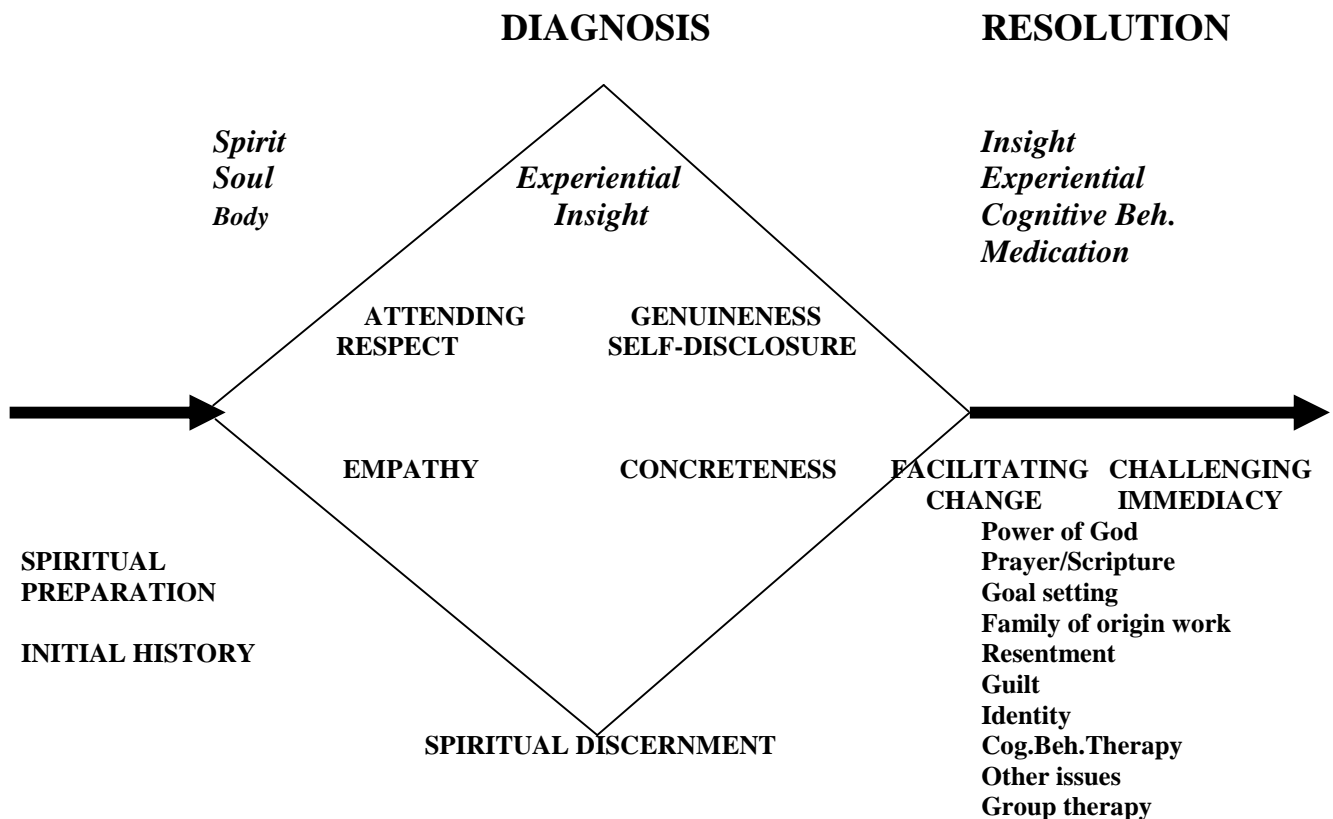 DIAGNOSIS
RESOLUTION
Spirit
Soul
Body
Experiential
Insight
Insight
Experiential
Cognitive Beh.
Medication
ATTENDING
RESPECT
GENUINENESS
SELF-DISCLOSURE
EMPATHY
CONCRETENESS
FACILITATING
CHANGE
CHALLENGING
IMMEDIACY
SPIRITUAL
PREPARATION
INITIAL HISTORY
Power of God
Prayer/Scripture
Goal setting
Family of origin work
Resentment
Guilt
Identity
Cog.Beh.Therapy
Other issues
Group therapy
SPIRITUAL DISCERNMENT